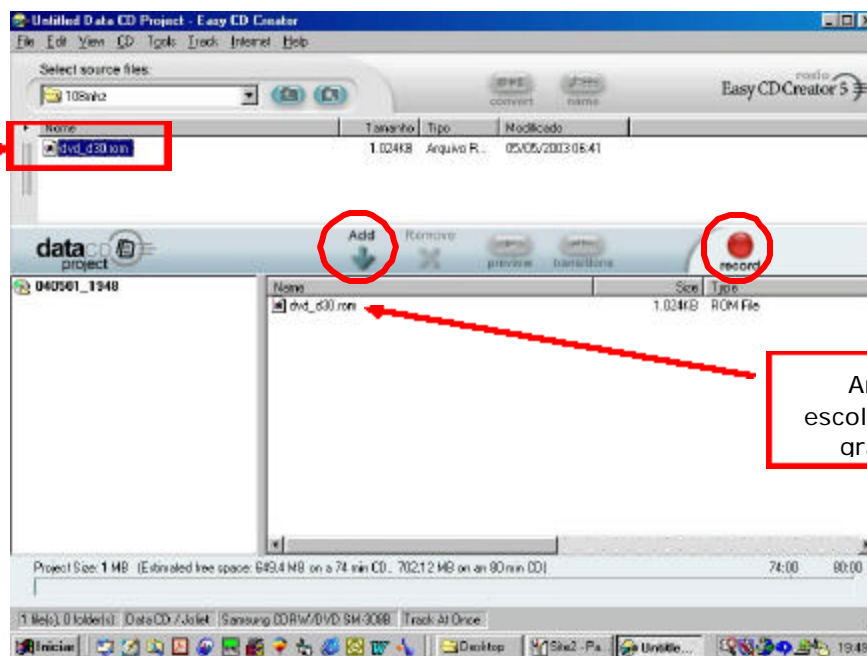 Untitled Data CD Project - Easy CD Creator
File Edit View CD Tools Track Internet Help
Select source files:
108mhz
convert
name
roxio
Easy CD Creator 5
Nome Tamanho Tipo Modificado
dvd_d30.rom 1.024KB Arquivo R... 05/05/2003 06:41
data cd
project
Add
Remove
preview
transitions
record
040501_1948
Name Size Type
dvd_d30.rom 1.024KB ROM File
Project Size: 1 MB (Estimated free space: 649.4 MB on a 74 min CD... 702.12 MB on an 80 min CD)
74:00 80:00
1 file(s), 0 folder(s) Data CD / Joliet Samsung CDRW/DVD SM-308B Track At Once
Iniciar Desktop Site2 - Pa... Untitle...